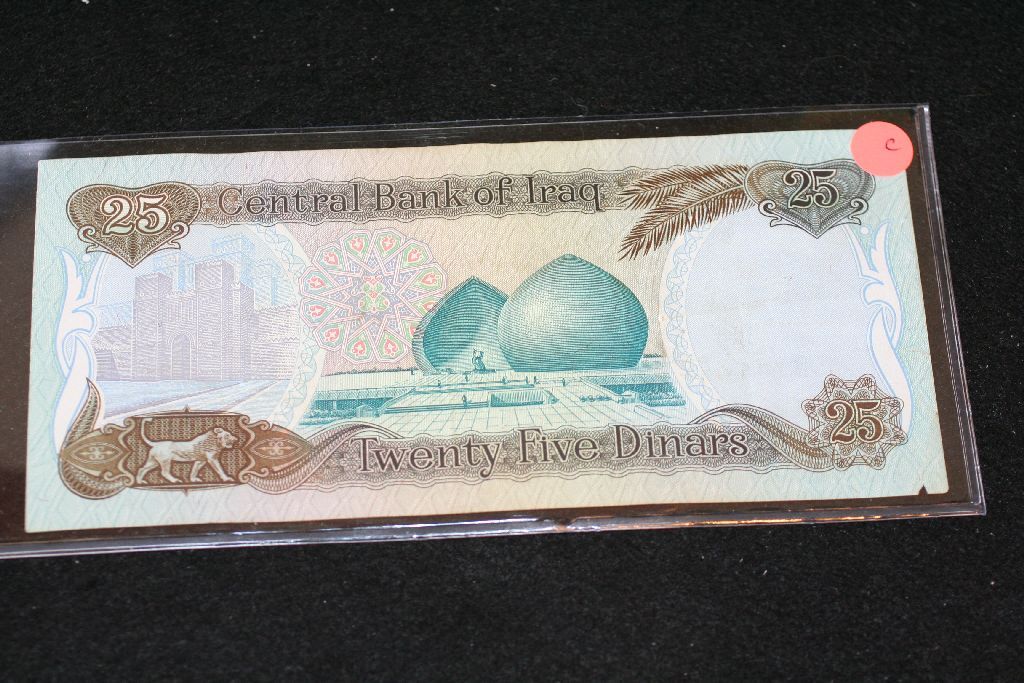 25 Central Bank of Iraq 25
c
Twenty Five Dinars 25